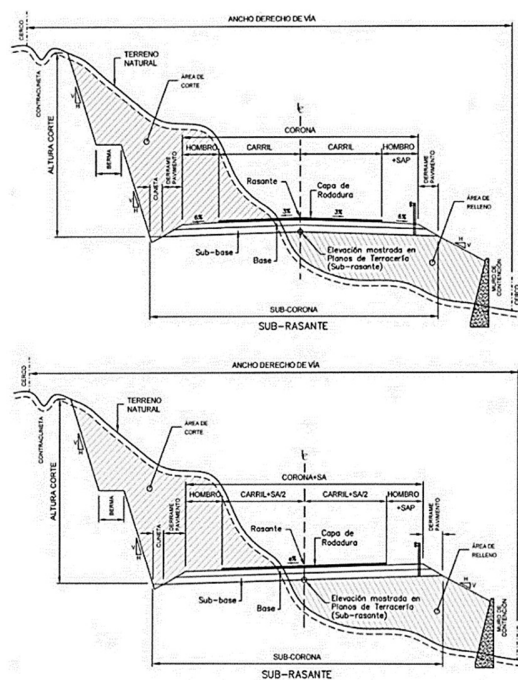 ANCHO DERECHO DE VÍA
CERCO
TERRENO
NATURAL
ÁREA DE
CORTE
CONTRACUNETA
ALTURA CORTE
V
H
BERMA
V
H
CUNETA
DERRAME
PAVIMENTO
CORONA
HOMBRO
CARRIL
CARRIL
HOMBRO
+SAP
DERRAME
PAVIMENTO
Rasante
Capa de
Rodadura
3%
3%
ÁREA DE
RELLENO
Sub-base
Base
Elevación mostrada en
Planos de Terracería
(Sub-rasante)
H
V
MURO DE
CONTENCIÓN
CERCO
SUB-CORONA
SUB-RASANTE
ANCHO DERECHO DE VÍA
CERCO
TERRENO
NATURAL
ÁREA DE
CORTE
CONTRACUNETA
ALTURA CORTE
V
H
BERMA
V
H
CUNETA
DERRAME
PAVIMENTO
CORONA+SA
HOMBRO
CARRIL+SA/2
CARRIL+SA/2
HOMBRO
+SAP
DERRAME
PAVIMENTO
Rasante
Capa de
Rodadura
ÁREA DE
RELLENO
Sub-base
Base
Elevación mostrada en
Planos de Terracería
(Sub-rasante)
H
V
MURO DE
CONTENCIÓN
CERCO
SUB-CORONA
SUB-RASANTE